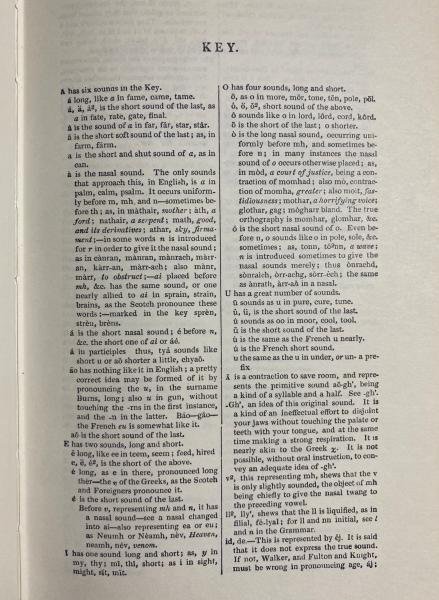 KEY.
A has six sounds in the Key.
ā long, like a in fame, came, tame.
is the short sound of the last, as
a in fate, rate, gate, final.
is the sound of a in far, fär, star, stär.
is the short soft sound of the last; as, in
farm, färm.
a is the short and shut sound of a, as in
can.
à is the nasal sound. The only sounds
that approach this, in English, is a in
palm, calm, psalm. It occurs uniform-
ly before m, mh, and n—sometimes be-
fore th; as, in màthair, mother; àth, a
ford; nathair, a serpent; math, good,
and its derivatives; athar, sky, firma-
ment;—in some words n is introduced
for r in order to give the nasal sound;
as in cànran, mànran, mànrach, màrr-
an, kàrr-an, màrr-ach; also mànr,
màrr, to obstruct;—ai placed before
mh, &c. has the same sound, or one
nearly allied to ai in sprain, strain,
brains, as the Scotch pronounce these
words:—marked in the key sprèn,
strèn, brèns.
is the short nasal sound; é before n,
&c. the short one of ai or
in participles thus, tyä sounds like
short u or aö shorter a little, chyaö.
äo has nothing like it in English; a pretty
correct idea may be formed of it by
pronouncing the u, in the surname
Burns, long; also u in gun, without
touching the -rns in the first instance,
and the -n in the latter. Bäo—gäo—
the French eu is somewhat like it.
aö is the short sound of the last.
E has two sounds, long and short.
ē long, like ee in teem, seem; feed, hired
is the short of the above.
è long, as e in there, pronounced long
thèr—the e of the Greeks, as the Scotch
and Foreigners pronounce it.
é is the short sound of the last.
Before v, representing mh and n, it has
a nasal sound—see a nasal changed
into ai—also representing ea or eu;
as Neumh or Nèamh, nèv, Heaven,
neamh, nèv, venom.
I has one sound long and short; as, y in
my, thy; mī, thī, short; as i in sight,
might, sīt, mīt.
O has four sounds, long and short.
ō, as o in more, mōr, tone, tōn, pole, pōl.
short sound of the above.
ô sounds like o in lord, lôrd, cord, kôrd.
is the short of the last; o shorter.
ò is the long nasal sound, occurring uni-
formly before mh, and sometimes be-
fore n; in many instances the nasal
sound of o occurs otherwise placed; as,
in mòd, a court of justice, being a con-
traction of momhad; also mò, contrac-
tion of momha, greater; also moit, fas-
tidiousness; mothar, a horrifying voice;
glothar, gag; mòghar bland. The true
orthography is momhar, glomhar, &c.
ó is the short nasal sound of o. Even be-
fore n, o sounds like o in pole, sole, &c.
sometimes; as, tonn, tōhn, a wave;
n is introduced sometimes to give the
nasal sounds merely; thus ònrachd,
sònraich, òrr-achg, sòrr-èch; the same
as ànrath, àrr-aä in a nasal.
U has a great number of sounds.
ū sounds as u in pure, cure, tune.
is the short sound of the last.
û sounds as oo in moor, cool, tool.
is the short sound of the last.
is the same as the French u nearly.
is the French short sound.
u the same as the u in under, or un- a pre-
fix
is a contraction to save room, and repre-
sents the primitive sound aö-gh', being
a kind of a syllable and a half. See -gh'.
-Gh', an idea of this original sound. It is
a kind of an ineffectual effort to disjoint
your jaws without touching the palate or
teeth with your tongue, and at the same
time making a strong respiration. It is
nearly akin to the Greek χ. It is not
possible, without oral instruction, to con-
vey an adequate idea of -gh'.
this representing mh, shews that the v
is only slightly sounded, the object of mh
being chiefly to give the nasal twang to
the preceding vowel.
lly', shews that the ll is liquified, as in
filial, fè-lyal; for ll and nn initial, see l
and n in the Grammar.
id, de.—This is represented by éj. It is said
that it does not express the true sound.
If not, Walker, and Fulton and Knight,
must be wrong in pronouncing age, āj;